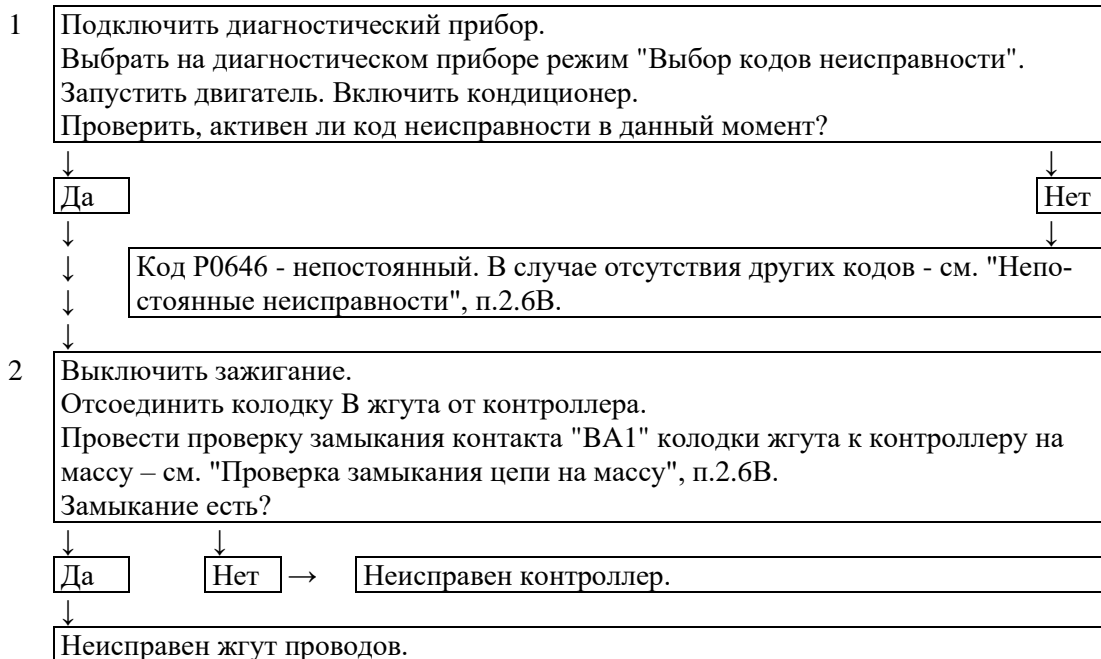 1 Подключить диагностический прибор.
Выбрать на диагностическом приборе режим "Выбор кодов неисправности".
Запустить двигатель. Включить кондиционер.
Проверить, активен ли код неисправности в данный момент?
↓ ↓
Да Нет
↓ ↓
↓ Код P0646 - непостоянный. В случае отсутствия других кодов - см. "Непо-
↓ стоянные неисправности", п.2.6В.
↓
2 Выключить зажигание.
Отсоединить колодку В жгута от контроллера.
Провести проверку замыкания контакта "BA1" колодки жгута к контроллеру на
массу – см. "Проверка замыкания цепи на массу", п.2.6В.
Замыкание есть?
↓ ↓
Да Нет → Неисправен контроллер.
↓
Неисправен жгут проводов.